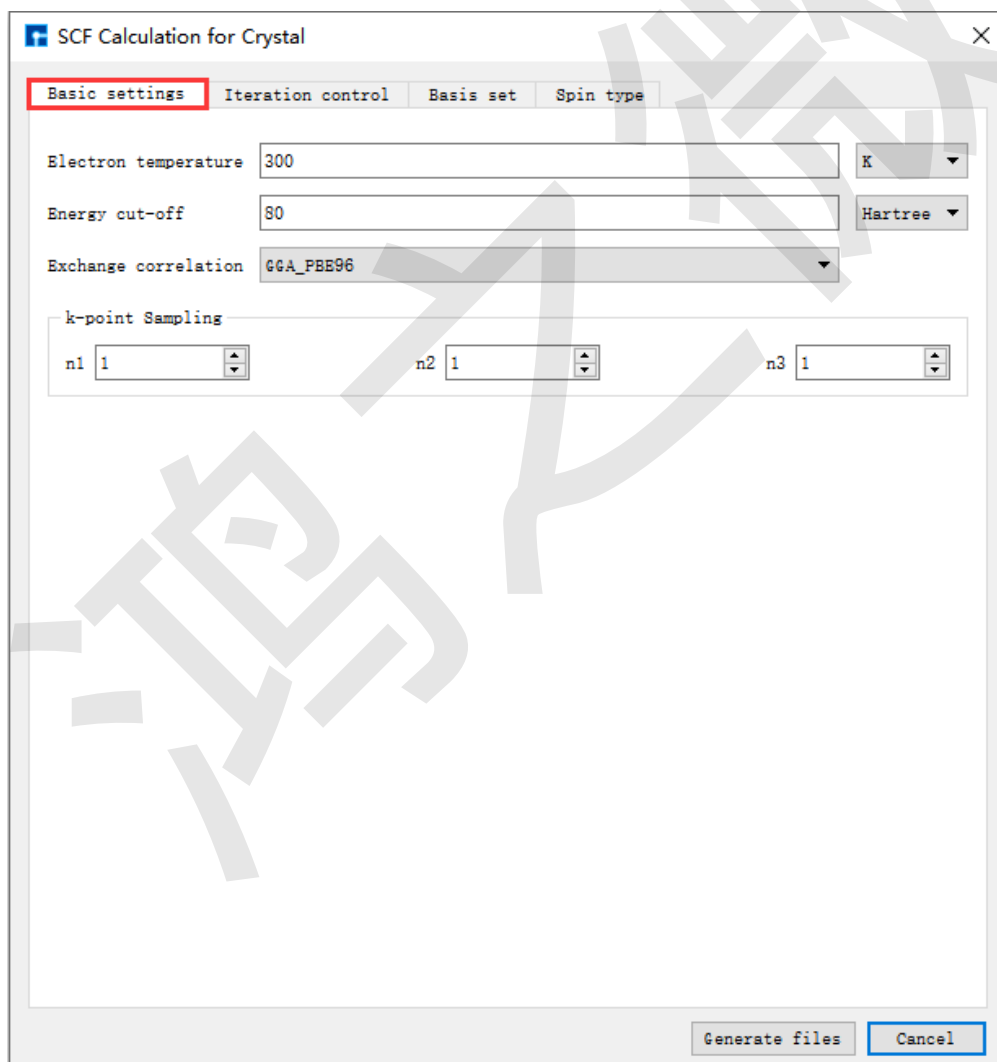 SCF Calculation for Crystal
Basic settings Iteration control Basis set Spin type
Electron temperature 300 K
Energy cut-off 80 Hartree
Exchange correlation GGA_PBE96
k-point Sampling
n1 1 n2 1 n3 1
Generate files Cancel
鸿之微